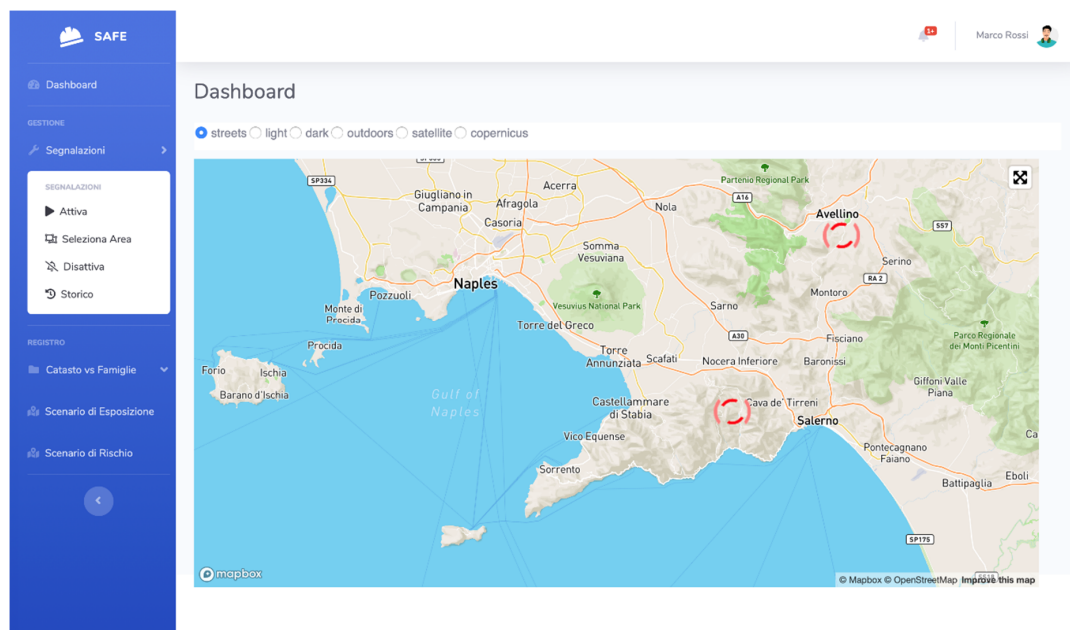 SAFE
1+
Marco Rossi
Dashboard
GESTIONE
Segnalazioni
SEGNALAZIONI
Attiva
Seleziona Area
Disattiva
Storico
REGISTRO
Catasto vs Famiglie
Scenario di Esposizione
Scenario di Rischio
Dashboard
streets light dark outdoors satellite copernicus
SP334
Giugliano in
Campania
Acerra
Afragola
Casoria
Nola
Partenio Regional Park
A16
Avellino
557
Serino
RA 2
Somma
Vesuviana
Naples
Pozzuoli
Monte di
Procida
Vesuvius National Park
Montoro
Sarno
Torre del Greco
Procida
A30
Fisciano
Parco Regionale
dei Monti Picentini
Torre
Annunziata
Scafati
Nocera Inferiore
Baronissi
Forio
Ischia
Barano d'Ischia
Giffoni Valle
Piana
Gulf of
Naples
Castellammare
di Stabia
Cava de' Tirreni
Salerno
Vico Equense
Ca
Pontecagnano
Faiano
Sorrento
Eboli
Battipaglia
SP175
mapbox
© Mapbox © OpenStreetMap Improve this map